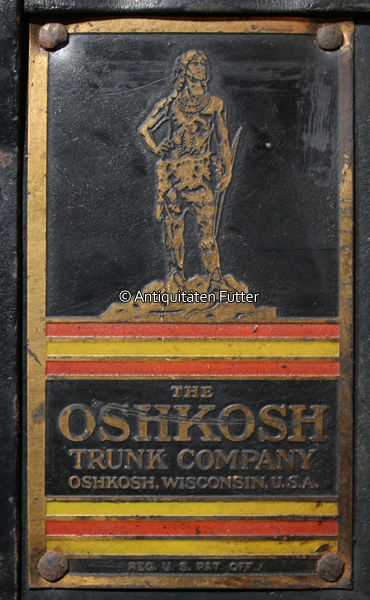 © Antiquitäten Futter
THE
OSHKOSH
TRUNK COMPANY
OSHKOSH, WISCONSIN, U.S.A.
REG. U. S. PAT. OFF.